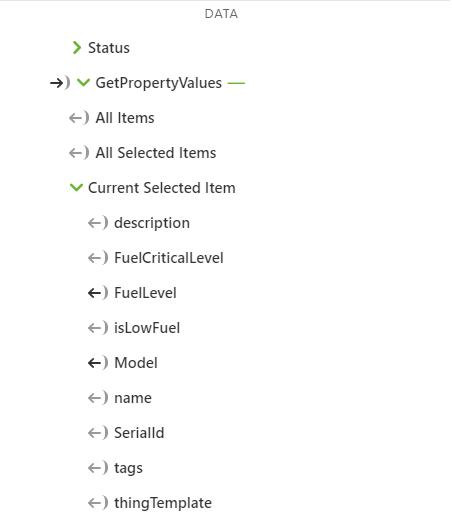 DATA
Status
GetPropertyValues
All Items
All Selected Items
Current Selected Item
description
FuelCriticalLevel
FuelLevel
isLowFuel
Model
name
SerialId
tags
thingTemplate